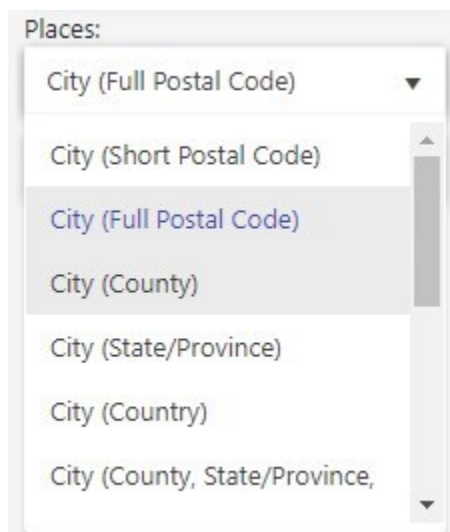 Places:
City (Full Postal Code)
City (Short Postal Code)
City (Full Postal Code)
City (County)
City (State/Province)
City (Country)
City (County, State/Province,